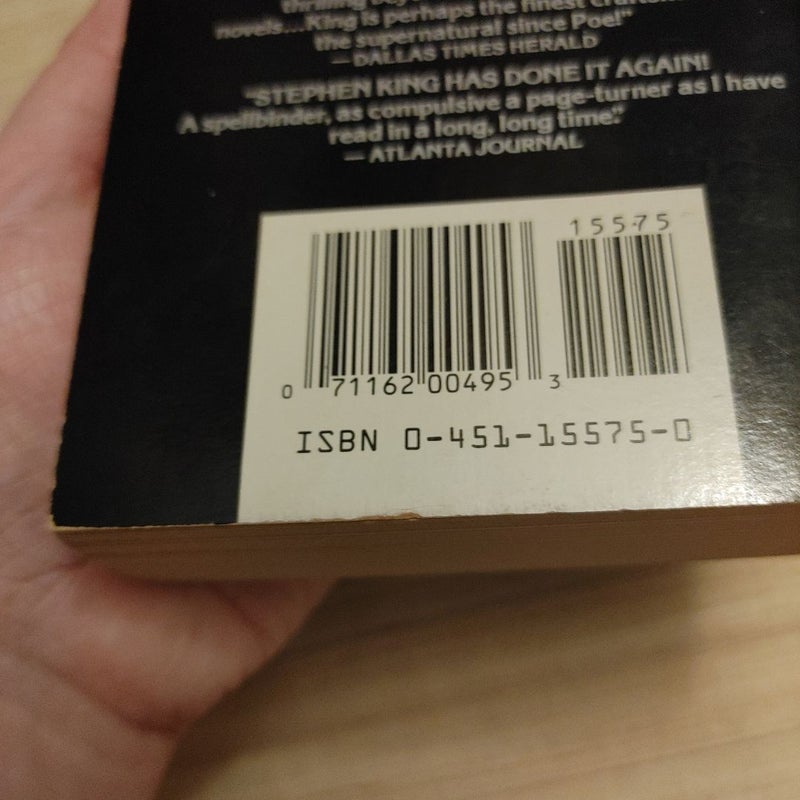 thrilling
novels...King is perhaps the finest
the supernatural since Poe!"
— DALLAS TIMES HERALD
"STEPHEN KING HAS DONE IT AGAIN!
A spellbinder, as compulsive a page-turner as I have
read in a long, long time."
— ATLANTA JOURNAL
15575
0 71162 00495 3
ISBN 0-451-15575-0